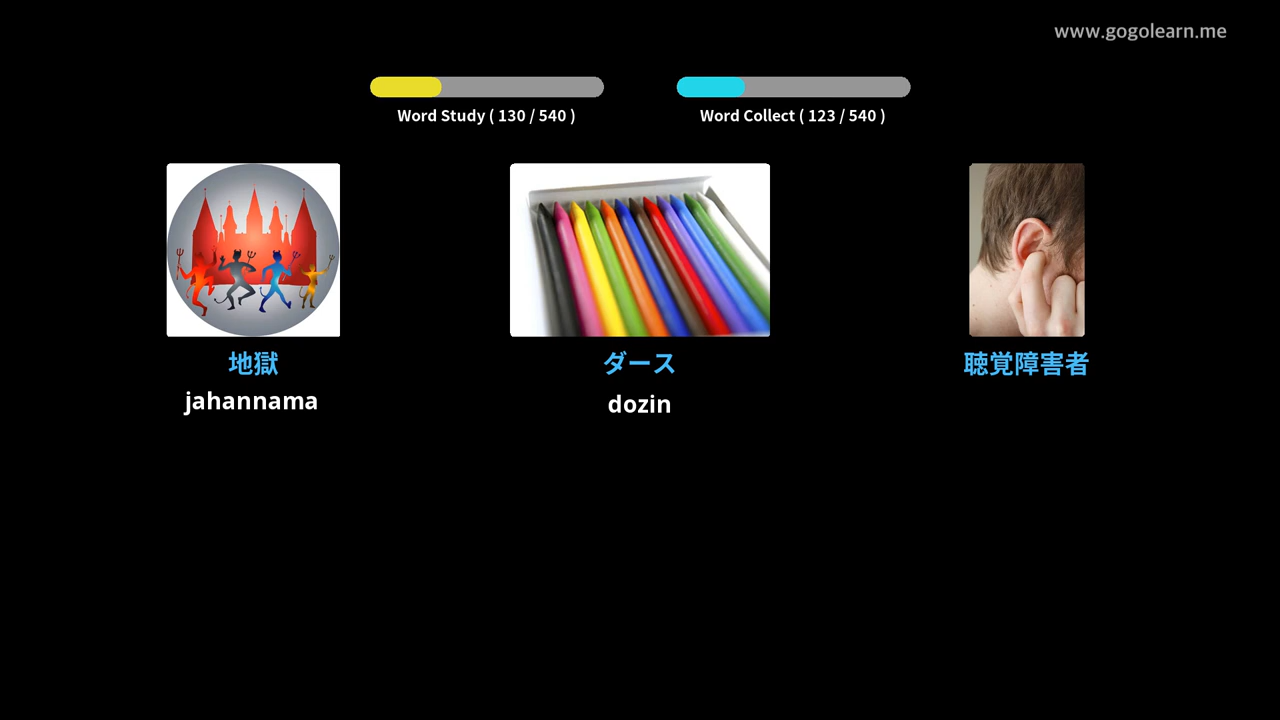 www.gogolearn.me
Word Study ( 130 / 540 )
Word Collect ( 123 / 540 )
地獄
jahannama
ダース
dozin
聴覚障害者